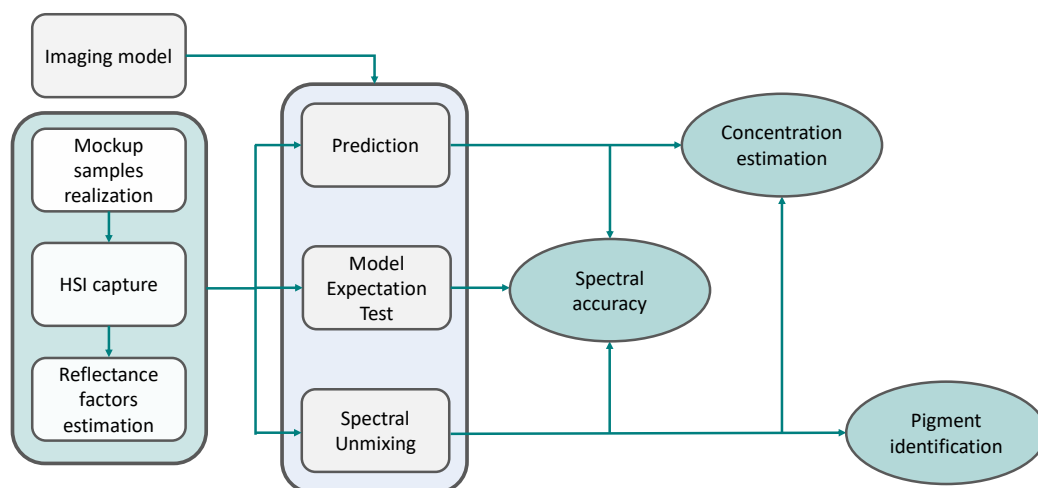 Imaging model
Mockup
samples
realization
HSI capture
Reflectance
factors
estimation
Prediction
Model
Expectation
Test
Spectral
Unmixing
Concentration
estimation
Spectral
accuracy
Pigment
identification